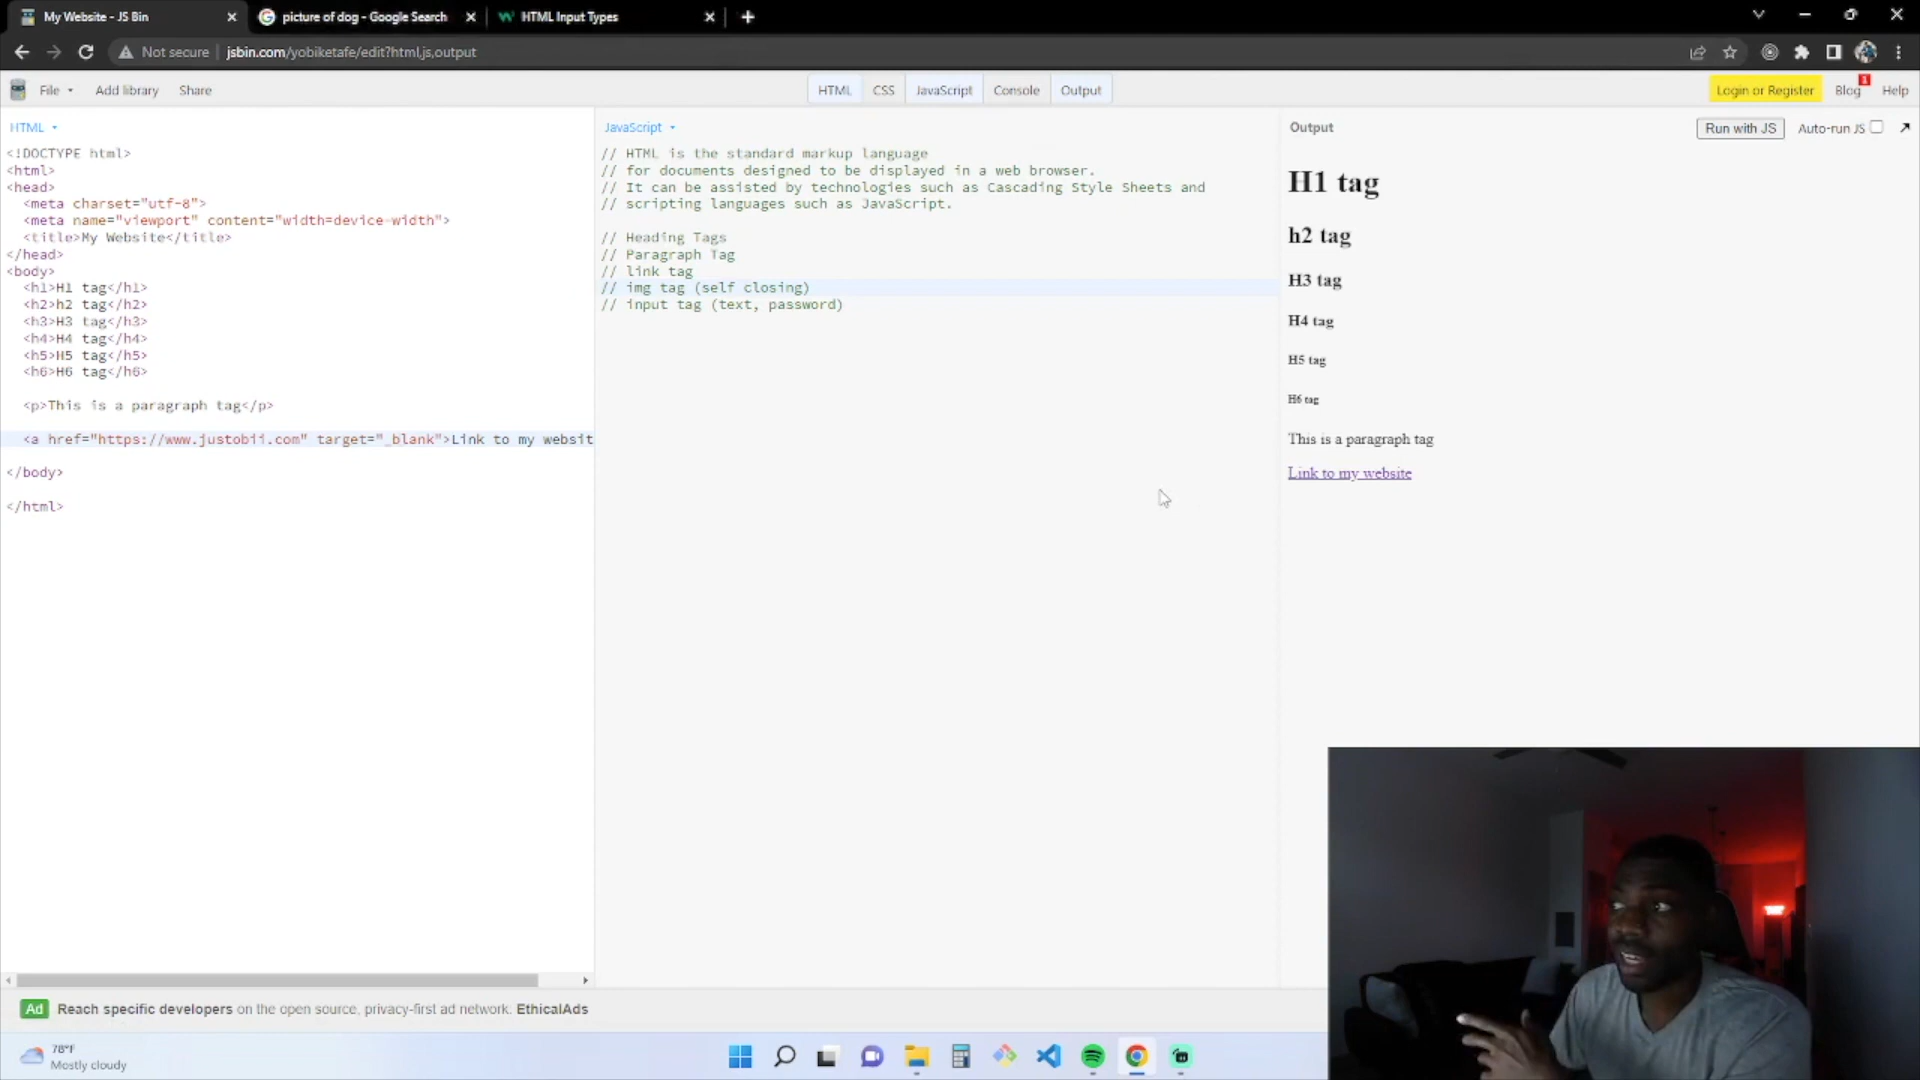 My Website - JS Bin
picture of dog - Google Search
HTML Input Types
Not secure
jsbin.com/yobiketafe/edit?html,js,output
File
Add library
Share
HTML
CSS
JavaScript
Console
Output
Login or Register
Blog
1
Help
HTML
<!DOCTYPE html>
<html>
<head>
<meta charset="utf-8">
<meta name="viewport" content="width=device-width">
<title>My Website</title>
</head>
<body>
<h1>H1 tag</h1>
<h2>h2 tag</h2>
<h3>H3 tag</h3>
<h4>H4 tag</h4>
<h5>H5 tag</h5>
<h6>H6 tag</h6>
<p>This is a paragraph tag</p>
<a href="https://www.justobii.com" target="_blank">Link to my websit
</body>
</html>
JavaScript
// HTML is the standard markup language
// for documents designed to be displayed in a web browser.
// It can be assisted by technologies such as Cascading Style Sheets and
// scripting languages such as JavaScript.
// Heading Tags
// Paragraph Tag
// link tag
// img tag (self closing)
// input tag (text, password)
Output
Run with JS
Auto-run JS
H1 tag
h2 tag
H3 tag
H4 tag
H5 tag
H6 tag
This is a paragraph tag
Link to my website
Ad
Reach specific developers on the open source, privacy-first ad network. EthicalAds
78°F
Mostly cloudy